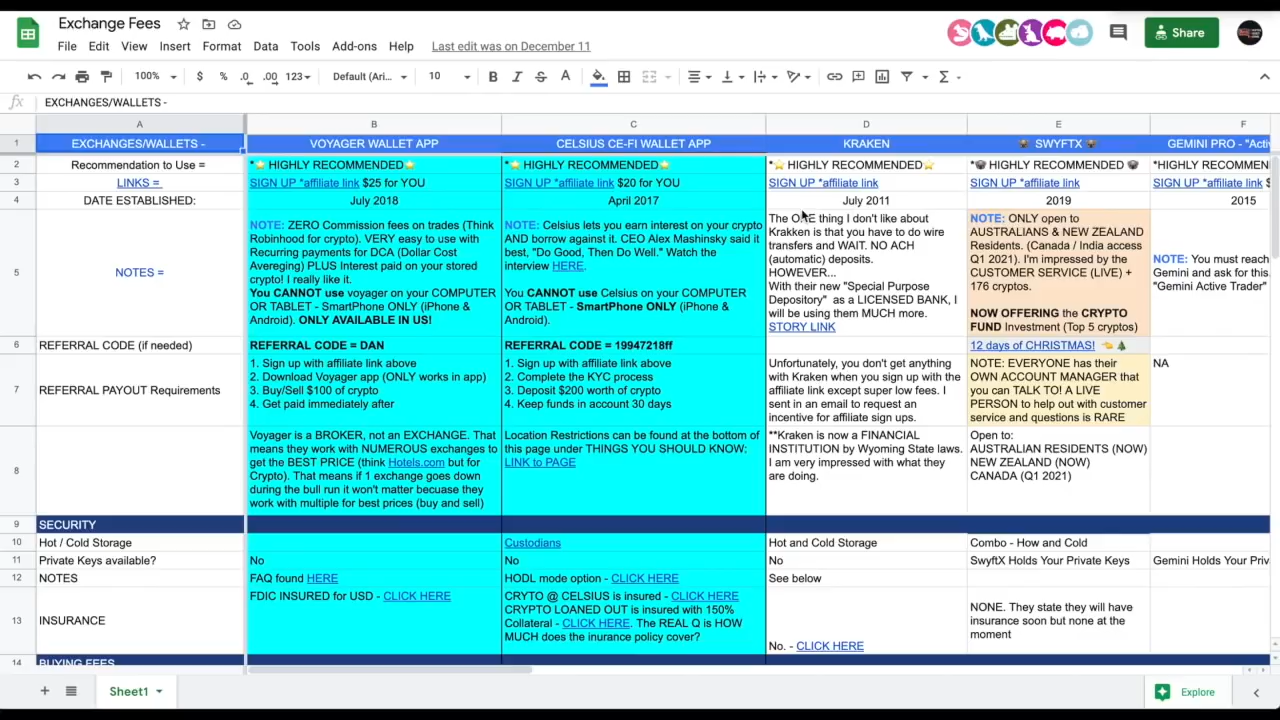 Exchange Fees
File Edit View Insert Format Data Tools Add-ons Help Last edit was on December 11
Share
100% $ % .0 .00 123 Default (Ari... 10 B I S A
fx EXCHANGES/WALLETS -
A B C D E F
1 EXCHANGES/WALLETS - VOYAGER WALLET APP CELSIUS CE-FI WALLET APP KRAKEN SWYFTX GEMINI PRO - "Activ
2 Recommendation to Use = *⭐ HIGHLY RECOMMENDED⭐ *⭐ HIGHLY RECOMMENDED⭐ *⭐ HIGHLY RECOMMENDED⭐ *HIGHLY RECOMMENDED *HIGHLY RECOMMEN
3 LINKS = SIGN UP *affiliate link $25 for YOU SIGN UP *affiliate link $20 for YOU SIGN UP *affiliate link SIGN UP *affiliate link SIGN UP *affiliate link $
4 DATE ESTABLISHED: July 2018 April 2017 July 2011 2019 2015
5 NOTES =
NOTE: ZERO Commission fees on trades (Think
Robinhood for crypto). VERY easy to use with
Recurring payments for DCA (Dollar Cost
Avereging) PLUS Interest paid on your stored
crypto! I really like it.
You CANNOT use voyager on your COMPUTER
OR TABLET - SmartPhone ONLY (iPhone &
Android). ONLY AVAILABLE IN US!
NOTE: Celsius lets you earn interest on your crypto
AND borrow against it. CEO Alex Mashinsky said it
best, "Do Good, Then Do Well." Watch the
interview HERE.
You CANNOT use Celsius on your COMPUTER
OR TABLET - SmartPhone ONLY (iPhone &
Android).
The ONE thing I don't like about
Krakken is that you have to do wire
transfers and WAIT. NO ACH
(automatic) deposits.
HOWEVER...
With their new "Special Purpose
Depository" as a LICENSED BANK, I
will be using them MUCH more.
STORY LINK
NOTE: ONLY open to
AUSTRALIANS & NEW ZEALAND
Residents. (Canada / India access
Q1 2021). I'm impressed by the
CUSTOMER SERVICE (LIVE) +
176 cryptos.
NOW OFFERING the CRYPTO
FUND Investment (Top 5 cryptos)
NOTE: You must reach
Gemini and ask for this.
"Gemini Active Trader"
6 REFERRAL CODE (if needed) REFERRAL CODE = DAN REFERRAL CODE = 19947218ff 12 days of CHRISTMAS!
7 REFERRAL PAYOUT Requirements
1. Sign up with affiliate link above
2. Download Voyager app (ONLY works in app)
3. Buy/Sell $100 of crypto
4. Get paid immediately after
1. Sign up with affiliate link above
2. Complete the KYC process
3. Deposit $200 worth of crypto
4. Keep funds in account 30 days
Unfortunately, you don't get anything
with Kraken when you sign up with the
affiliate link except super low fees. I
sent in an email to request an
incentive for affiliate sign ups.
NOTE: EVERYONE has their
OWN ACCOUNT MANAGER that
you can TALK TO! A LIVE
PERSON to help out with customer
service and questions is RARE
NA
8
Voyager is a BROKER, not an EXCHANGE. That
means they work with NUMEROUS exchanges to
get the BEST PRICE (think Hotels.com but for
Crypto). That means if 1 exchange goes down
during the bull run it won't matter becuase they
work with multiple for best prices (buy and sell)
Location Restrictions can be found at the bottom of
this page under THINGS YOU SHOULD KNOW:
LINK to PAGE
**Kraken is now a FINANCIAL
INSTITUTION by Wyoming State laws.
I am very impressed with what they
are doing.
Open to:
AUSTRALIAN RESIDENTS (NOW)
NEW ZEALAND (NOW)
CANADA (Q1 2021)
9 SECURITY
10 Hot / Cold Storage Custodians Hot and Cold Storage Combo - How and Cold
11 Private Keys available? No No No SwyftX Holds Your Private Keys Gemini Holds Your Priv
12 NOTES FAQ found HERE HODL mode option - CLICK HERE See below
13 INSURANCE
FDIC INSURED for USD - CLICK HERE
CRYTO @ CELSIUS is insured - CLICK HERE
CRYPTO LOANED OUT is insured with 150%
Collateral - CLICK HERE. The REAL Q is HOW
MUCH does the inurance policy cover?
No. - CLICK HERE
NONE. They state they will have
insurance soon but none at the
moment
14 BUYING FEES
Sheet1
Explore